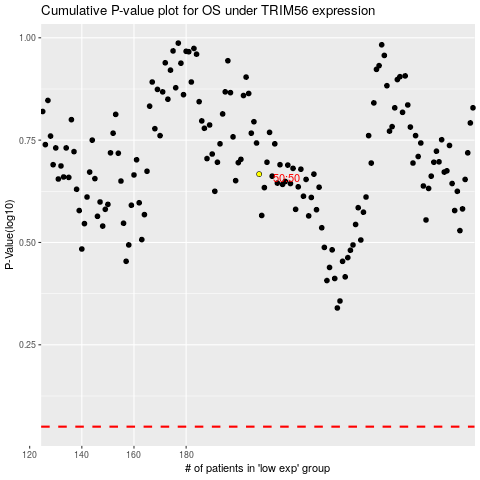 Cumulative P-value plot for OS under TRIM56 expression
1.00
0.75
0.50
0.25
P-Value(log10)
50:50
120 140 160 180
# of patients in 'low exp' group